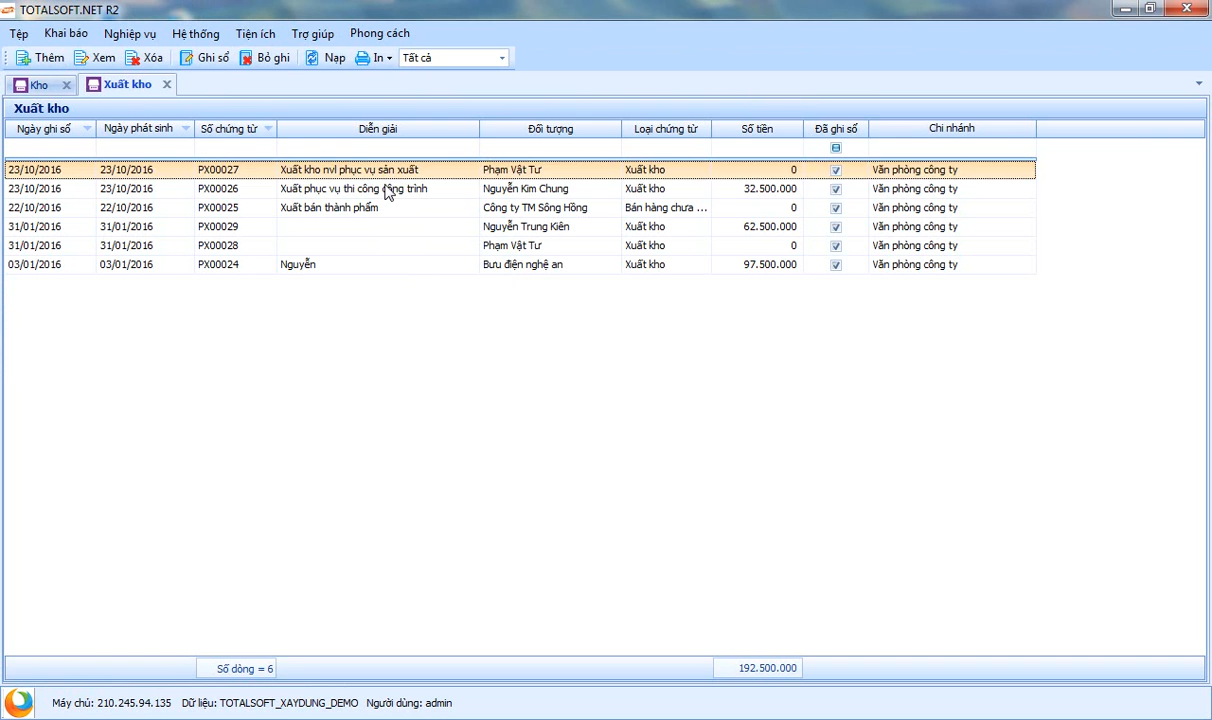 TOTALSOFT.NET R2
Tệp Khai báo Nghiệp vụ Hệ thống Tiện ích Trợ giúp Phong cách
Thêm Xem Xóa Ghi sổ Bỏ ghi Nạp In Tất cả
Kho Xuất kho
Xuất kho
Ngày ghi sổ Ngày phát sinh Số chứng từ Diễn giải Đối tượng Loại chứng từ Số tiền Đã ghi sổ Chi nhánh
23/10/2016 23/10/2016 PX00027 Xuất kho nvl phục vụ sản xuất Phạm Vật Tư Xuất kho 0 Văn phòng công ty
23/10/2016 23/10/2016 PX00026 Xuất phục vụ thi công công trình Nguyễn Kim Chung Xuất kho 32.500.000 Văn phòng công ty
22/10/2016 22/10/2016 PX00025 Xuất bán thành phẩm Công ty TM Sông Hồng Bán hàng chưa ... 0 Văn phòng công ty
31/01/2016 31/01/2016 PX00029 Nguyễn Trung Kiên Xuất kho 62.500.000 Văn phòng công ty
31/01/2016 31/01/2016 PX00028 Phạm Vật Tư Xuất kho 0 Văn phòng công ty
03/01/2016 03/01/2016 PX00024 Nguyễn Bưu điện nghệ an Xuất kho 97.500.000 Văn phòng công ty
Số dòng = 6 192.500.000
Máy chủ: 210.245.94.135 Dữ liệu: TOTALSOFT_XAYDUNG_DEMO Người dùng: admin